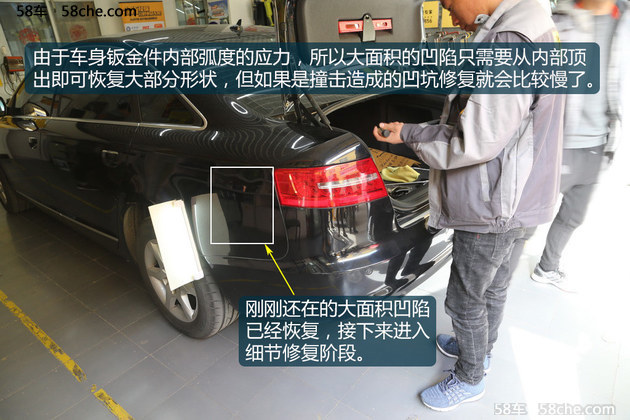 58车·58che.com
由于车身钣金件内部弧度的应力，所以大面积的凹陷只需要从内部顶
出即可恢复大部分形状，但如果是撞击造成的凹坑修复就会比较慢了。
刚刚还在的大面积凹陷
已经恢复，接下来进入
细节修复阶段。
58车·58che.com